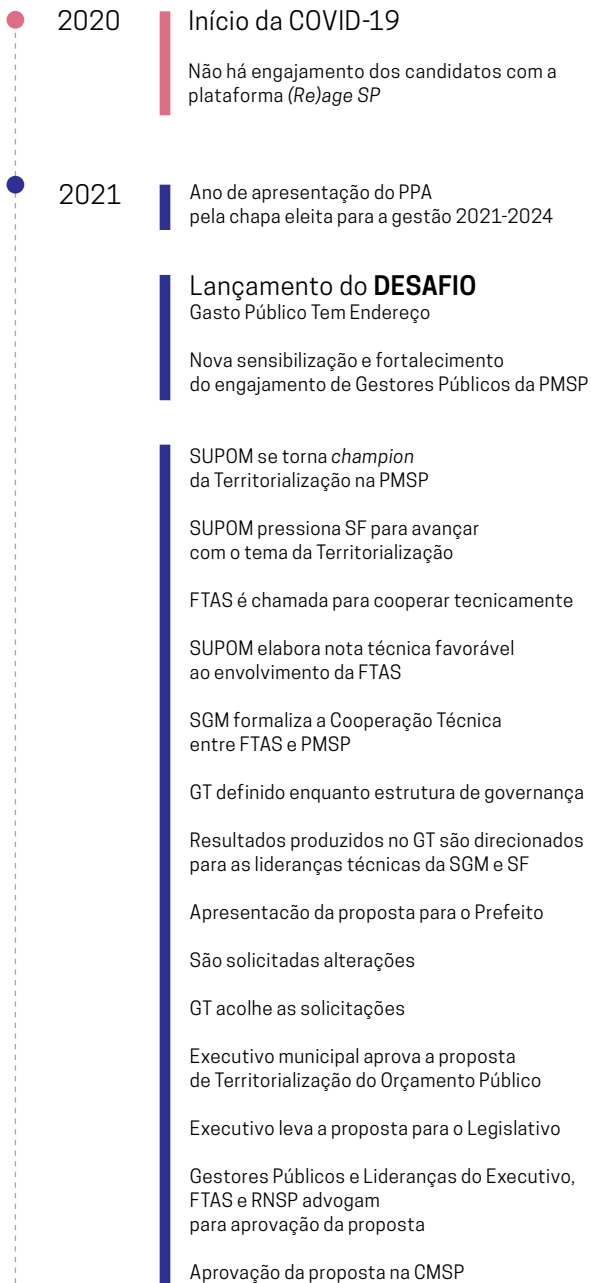 2020
Início da COVID-19
Não há engajamento dos candidatos com a
plataforma (Re)age SP
2021
Ano de apresentação do PPA
pela chapa eleita para a gestão 2021-2024
Lançamento do DESAFIO
Gasto Público Tem Endereço
Nova sensibilização e fortalecimento
do engajamento de Gestores Públicos da PMSP
SUPOM se torna champion
da Territorialização na PMSP
SUPOM pressiona SF para avançar
com o tema da Territorialização
FTAS é chamada para cooperar tecnicamente
SUPOM elabora nota técnica favorável
ao envolvimento da FTAS
SGM formaliza a Cooperação Técnica
entre FTAS e PMSP
GT definido enquanto estrutura de governança
Resultados produzidos no GT são direcionados
para as lideranças técnicas da SGM e SF
Apresentacão da proposta para o Prefeito
São solicitadas alterações
GT acolhe as solicitações
Executivo municipal aprova a proposta
de Territorialização do Orçamento Público
Executivo leva a proposta para o Legislativo
Gestores Públicos e Lideranças do Executivo,
FTAS e RNSP advogam
para aprovação da proposta
Aprovação da proposta na CMSP